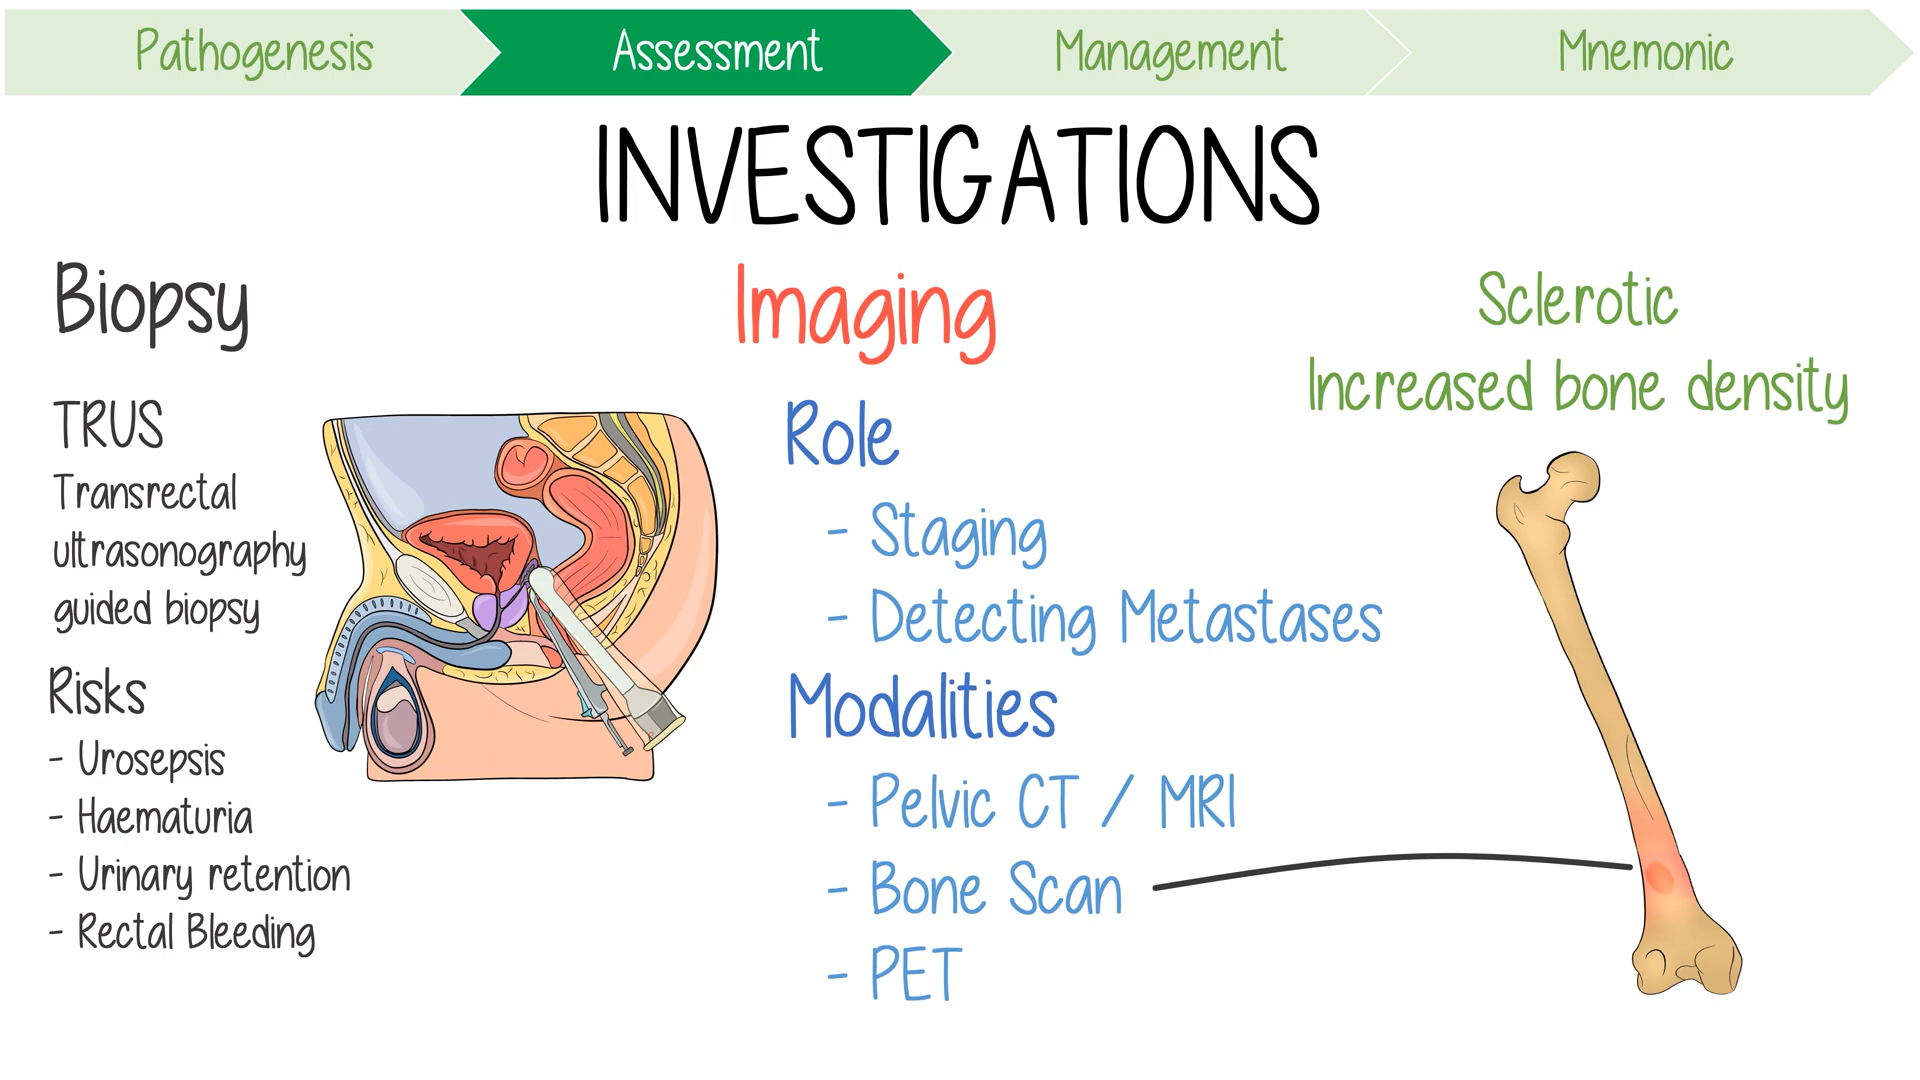 Pathogenesis
Assessment
Management
Mnemonic
INVESTIGATIONS
Biopsy
TRUS
Transrectal
ultrasonography
guided biopsy
Risks
- Urosepsis
- Haematuria
- Urinary retention
- Rectal Bleeding
Imaging
Role
- Staging
- Detecting Metastases
Modalities
- Pelvic CT / MRI
- Bone Scan
- PET
Sclerotic
Increased bone density